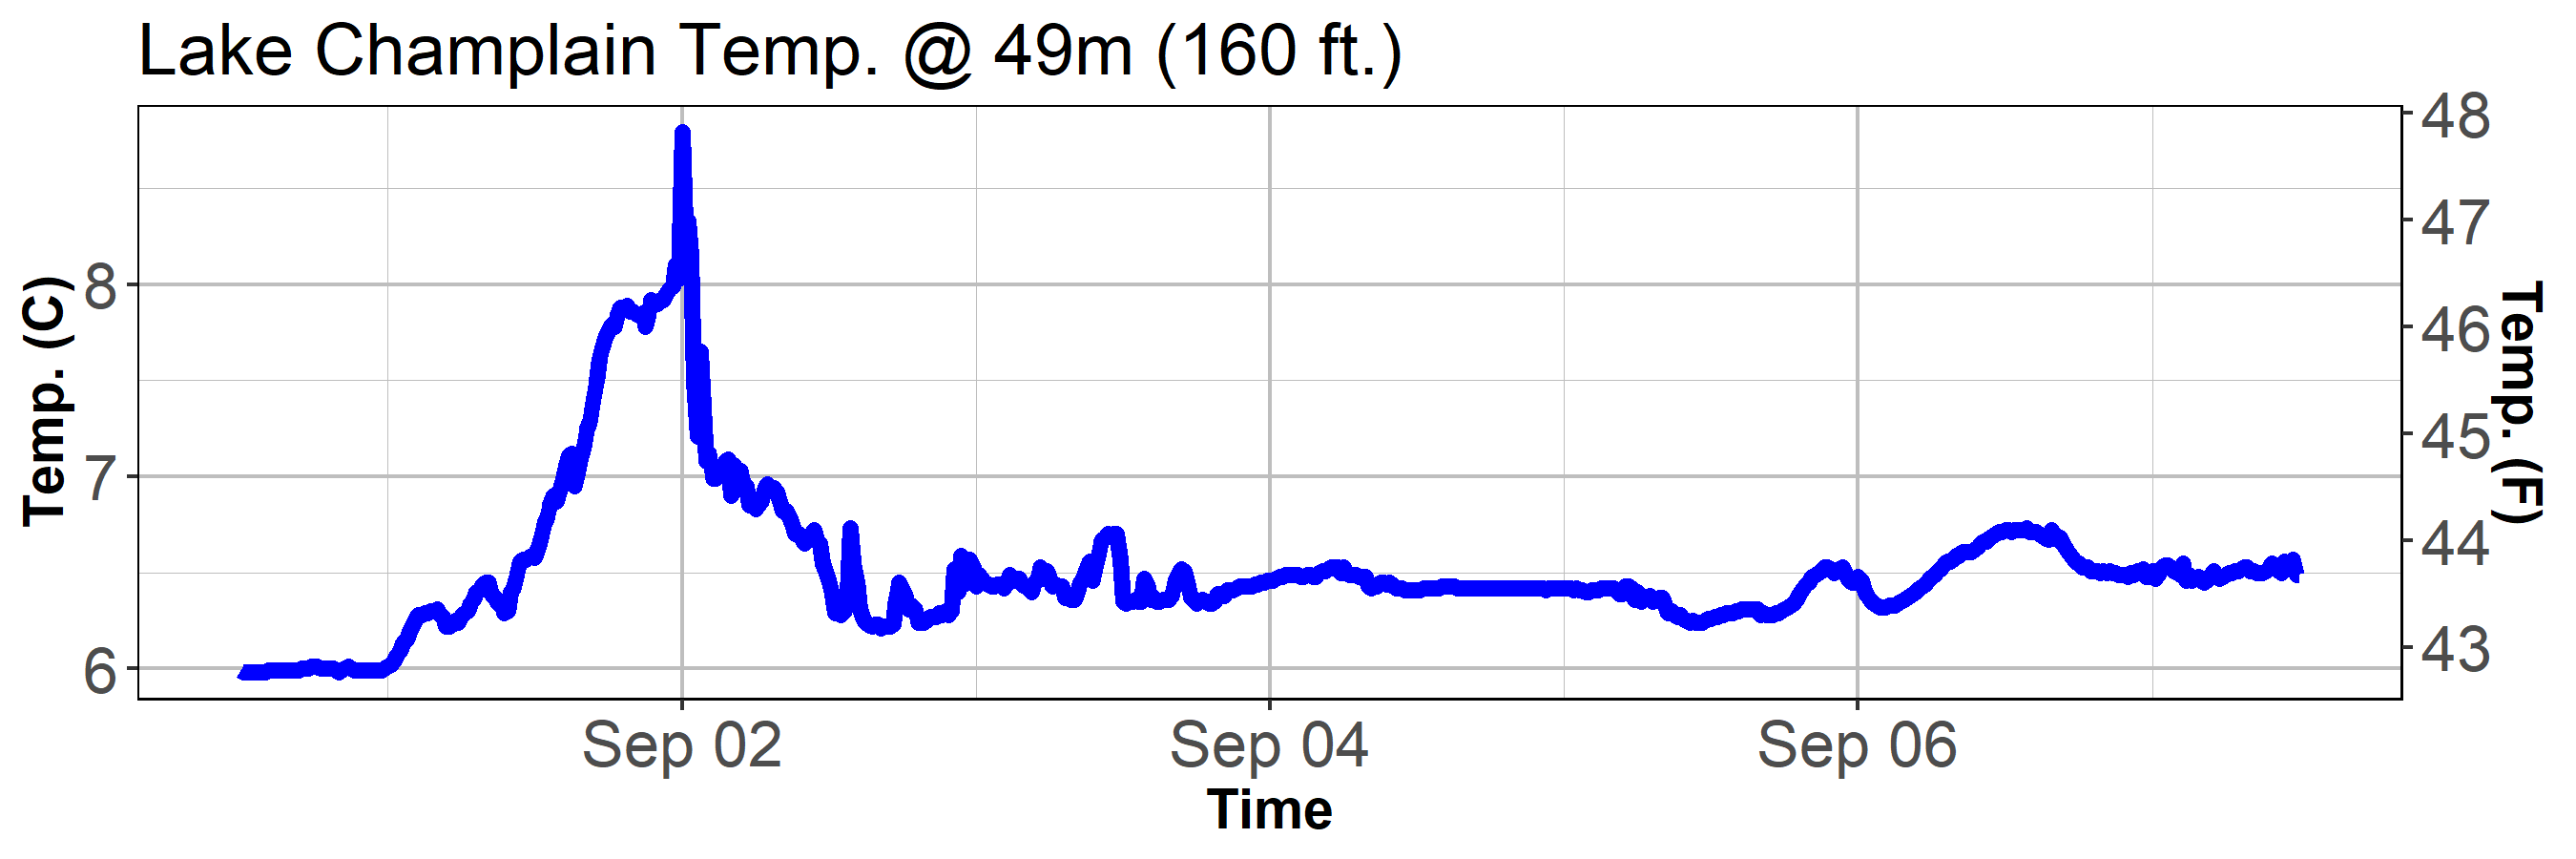 Lake Champlain Temp. @ 49m (160 ft.)
Temp. (C)
8
7
6
48
47
46
45
44
43
Temp. (F)
Sep 02 Sep 04 Sep 06
Time